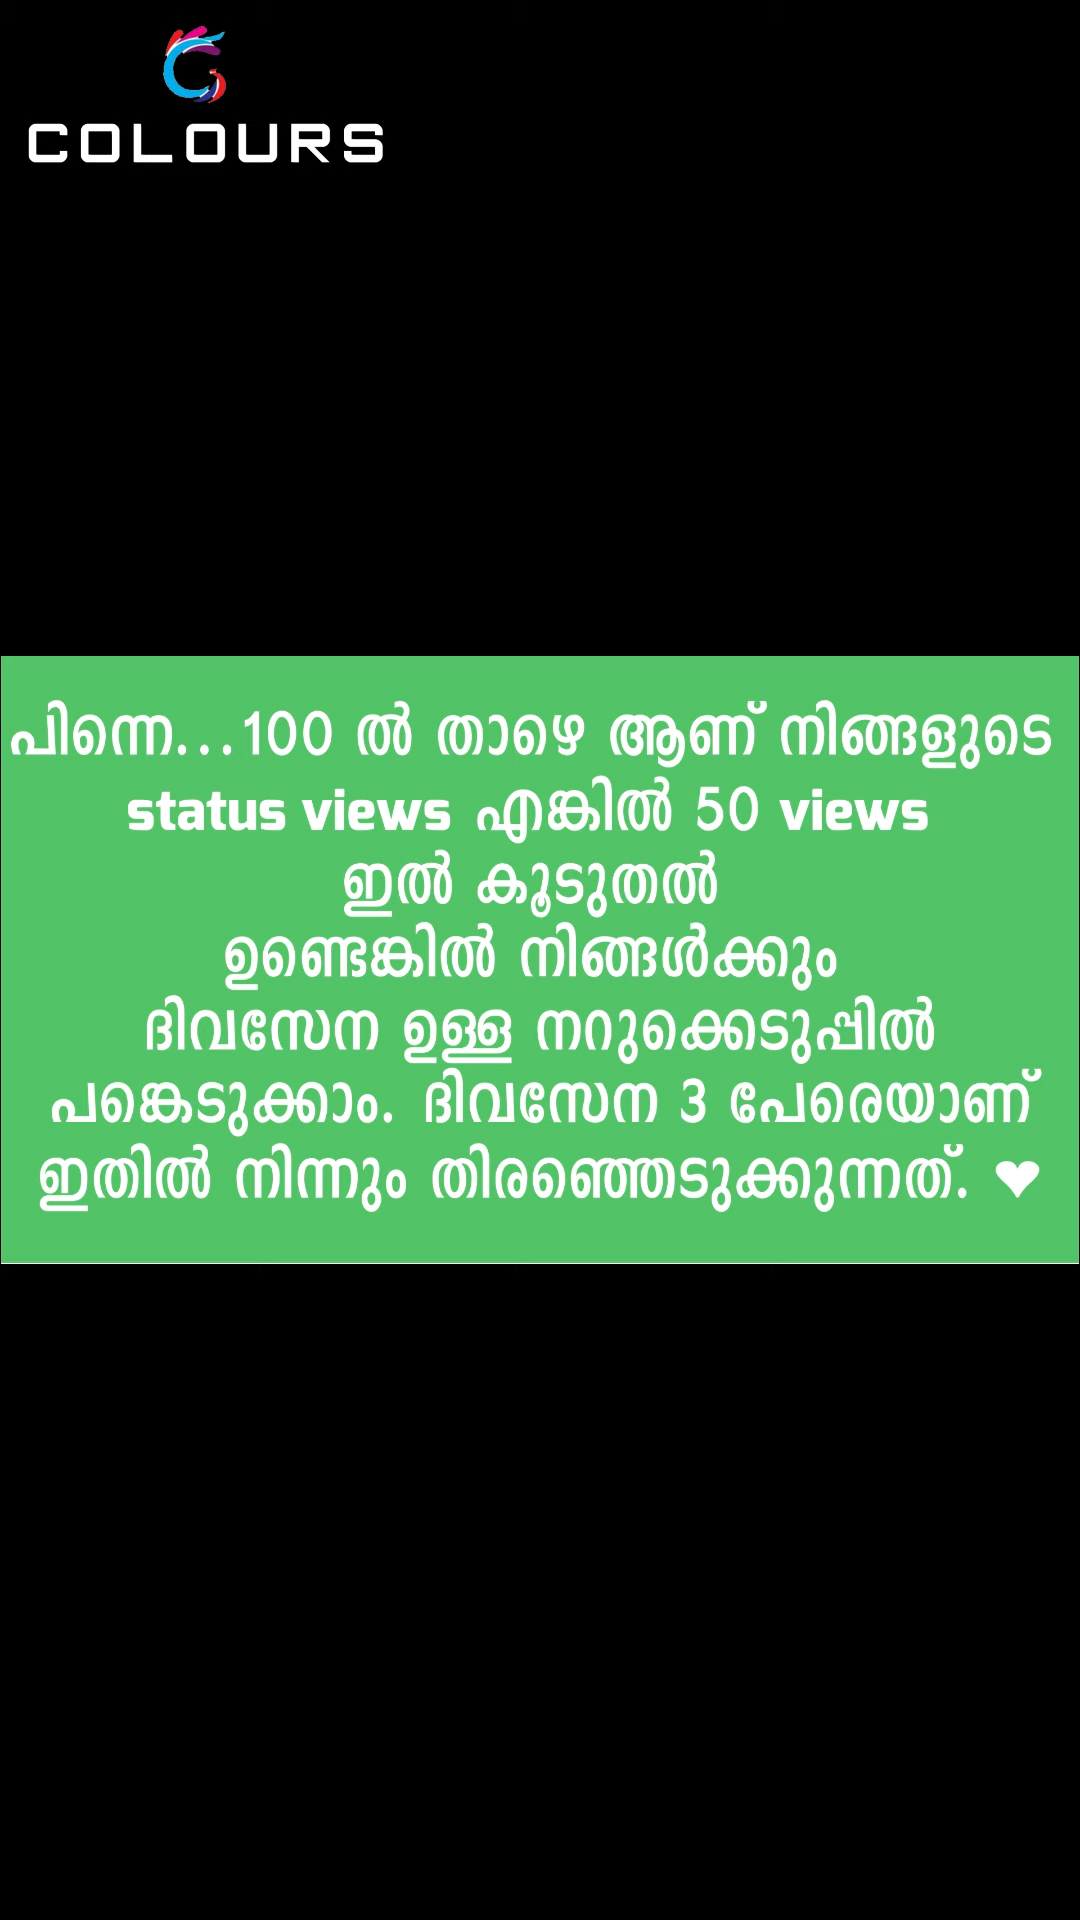 COLOURS
പിന്നെ...100 ൽ താഴെ ആണ് നിങ്ങളുടെ
status views എങ്കിൽ 50 views
ഇൽ കൂടുതൽ
ഉണ്ടെങ്കിൽ നിങ്ങൾക്കും
ദിവസേന ഉള്ള നറുക്കെടുപ്പിൽ
പങ്കെടുക്കാം. ദിവസേന 3 പേരെയാണ്
ഇതിൽ നിന്നും തിരഞ്ഞെടുക്കുന്നത്. ❤